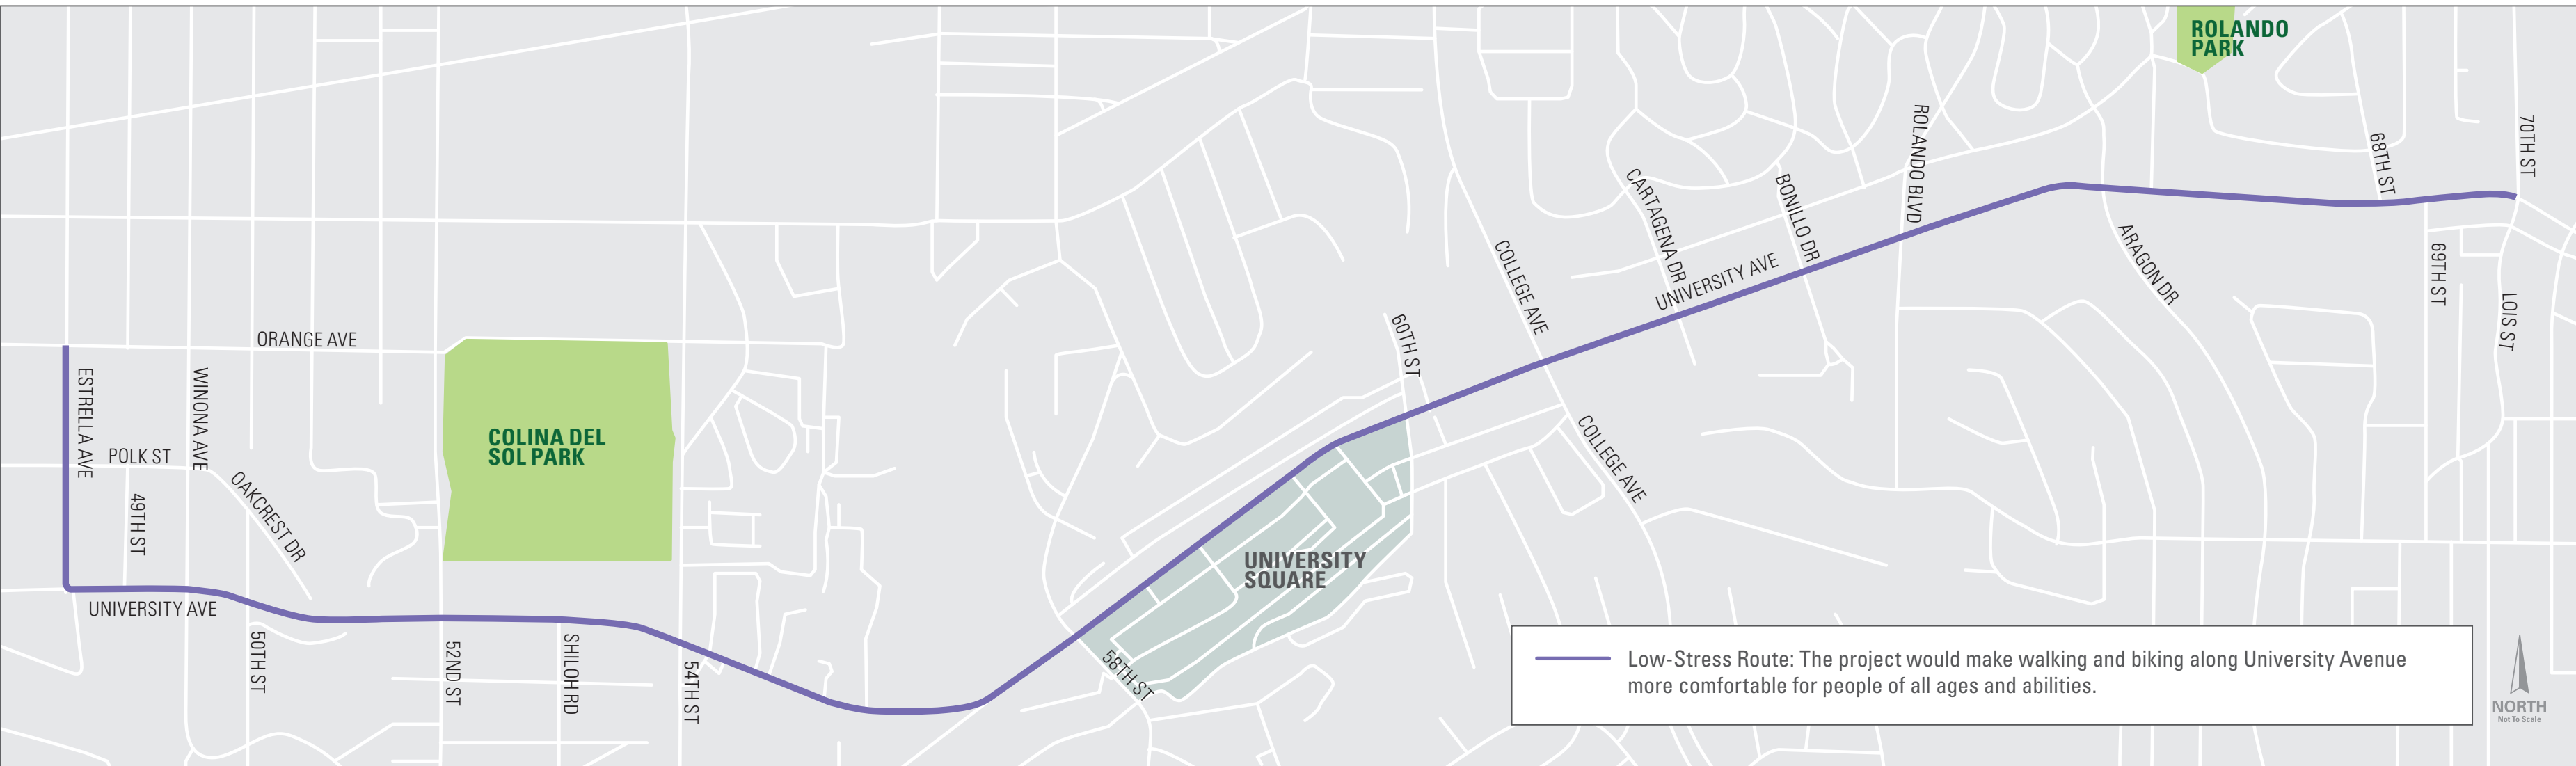 ROLANDO
PARK
70TH ST
68TH ST
ROLANDO BLVD
CARTAGENA DR
BONILLO DR
UNIVERSITY AVE
COLLEGE AVE
ARAGON DR
69TH ST
LOIS ST
60TH ST
ORANGE AVE
ESTRELLA AVE
WINONA AVE
POLK ST
49TH ST
OAKCREST DR
COLINA DEL
SOL PARK
COLLEGE AVE
UNIVERSITY
SQUARE
UNIVERSITY AVE
50TH ST
52ND ST
SHILOH RD
54TH ST
58TH ST
Low-Stress Route: The project would make walking and biking along University Avenue
more comfortable for people of all ages and abilities.
NORTH
Not To Scale